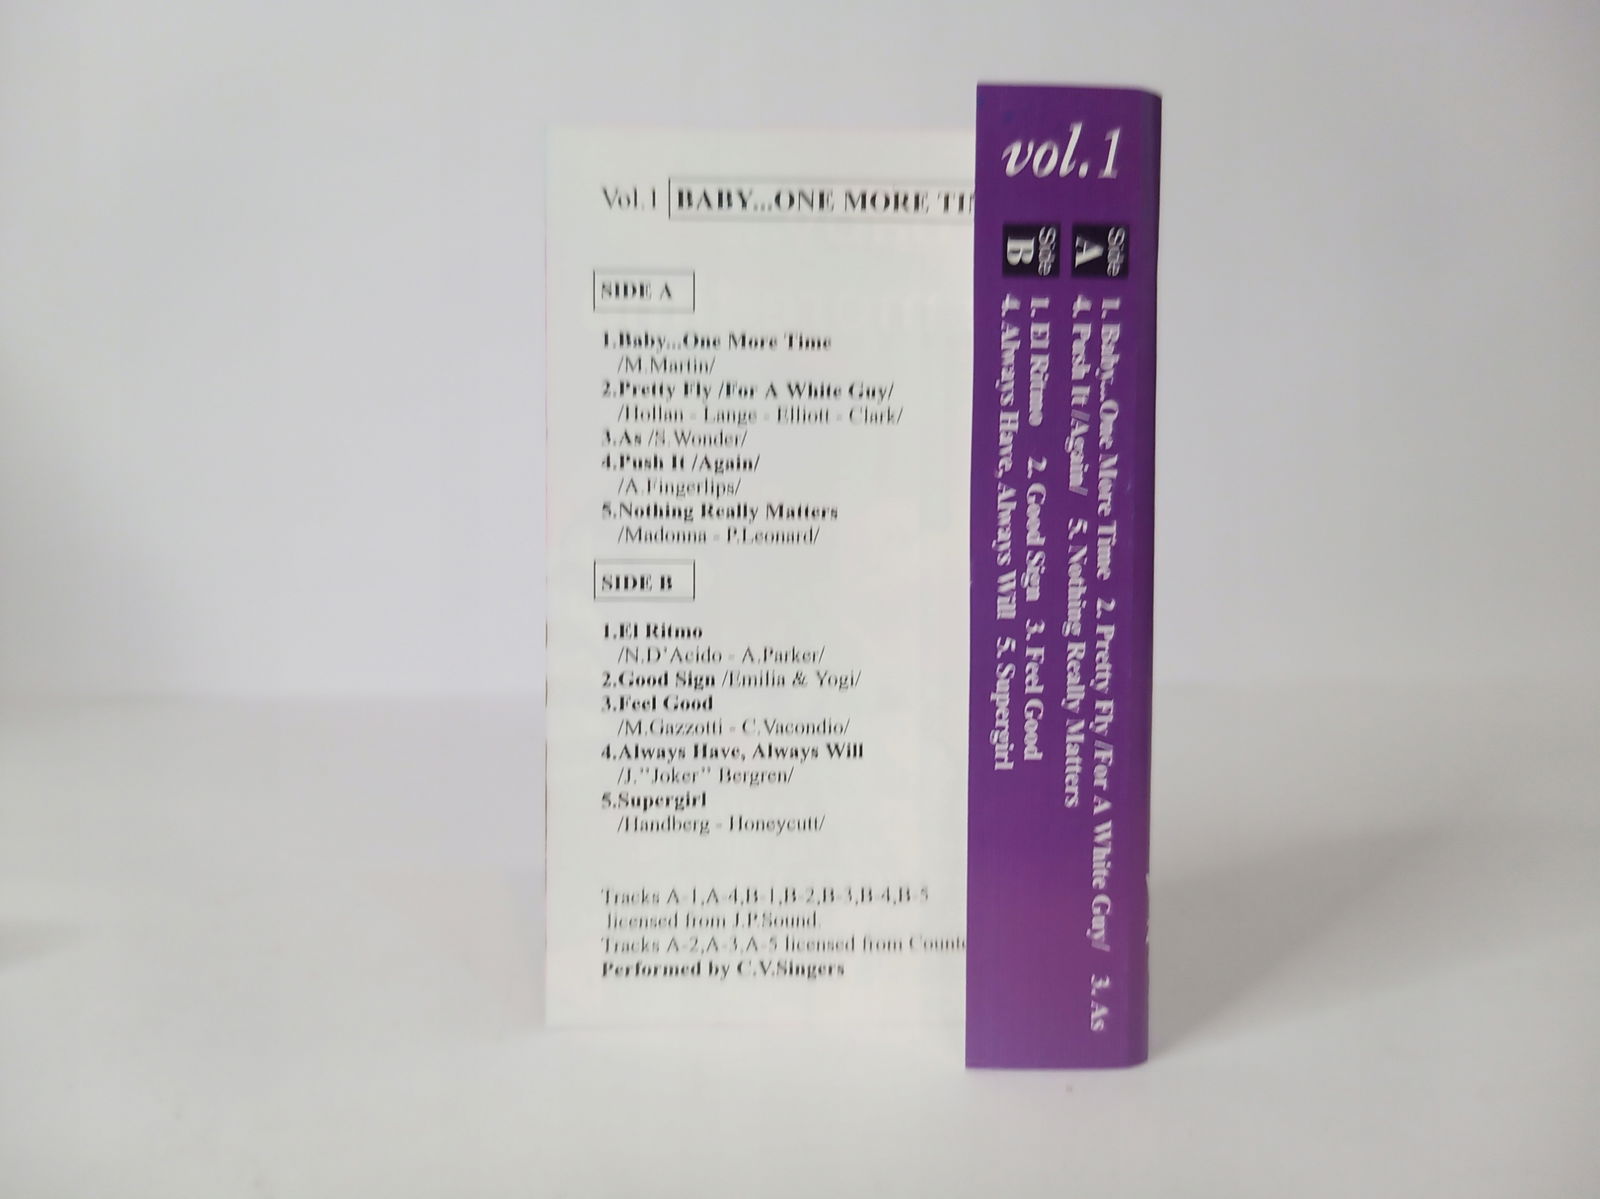 Vol.1 BABY...ONE MORE
SIDE A
1.Baby...One More Time
/M.Martin/
2.Pretty Fly /For A White Guy/
/Hollan - Lange - Elliott - Clark/
3.As /S.Wonder/
4.Push It /Again/
/A.Fingerlips/
5.Nothing Really Matters
/Madonna - P.Leonard/
SIDE B
1.El Ritmo
/N.D'Acido - A.Parker/
2.Good Sign /Emilia & Yogi/
3.Feel Good
/M.Gazzotti - C.Vacondio/
4.Always Have, Always Will
/J."Joker" Bergren/
5.Supergirl
/Handberg - Honeycutt/
Tracks A-1,A-4,B-1,B-2,B-3,B-4,B-5
licensed from J.P.Sound.
Tracks A-2,A-3,A-5 licensed from
Performed by C.V.Singers
vol.1
Side A
1. Baby...One More Time 2. Pretty Fly /For A White Guy/ 3. As
4. Push It /Again/ 5. Nothing Really Matters
Side B
1. El Ritmo 2. Good Sign 3. Feel Good
4. Always Have, Always Will 5. Supergirl